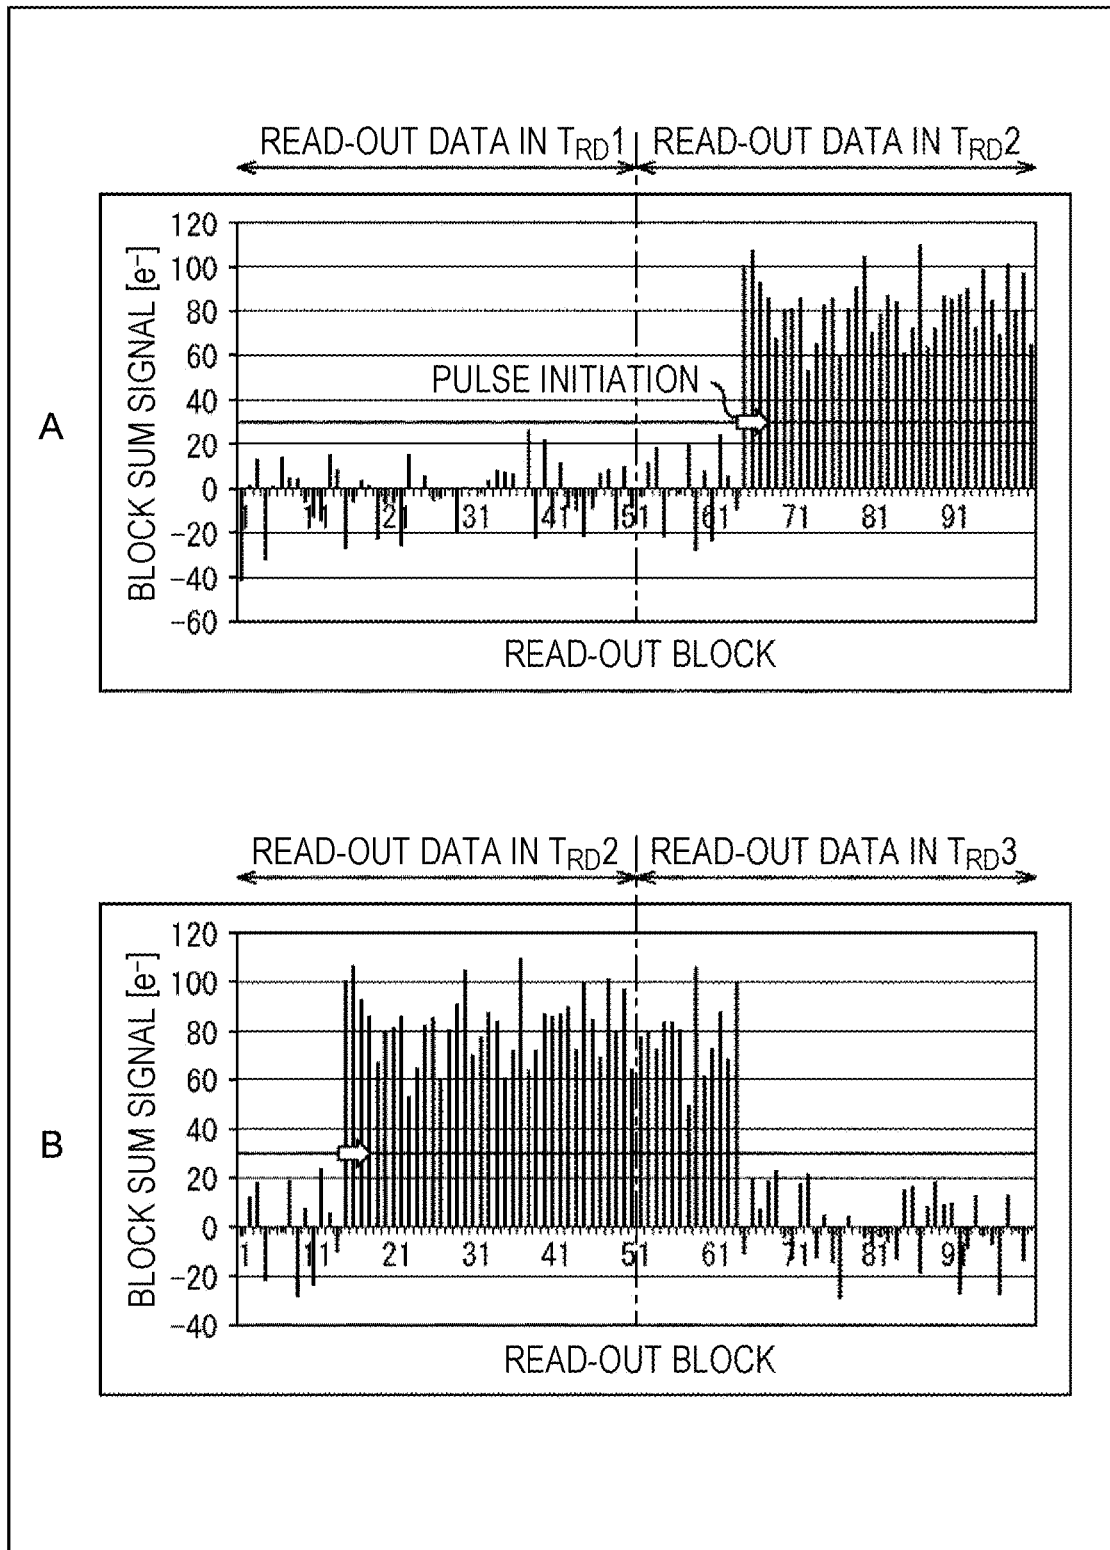 READ-OUT DATA IN TRD1 READ-OUT DATA IN TRD2
A
BLOCK SUM SIGNAL [e-]
120
100
80
60
40
20
0
-20
-40
-60
PULSE INITIATION
1 11 21 31 41 51 61 71 81 91
READ-OUT BLOCK
READ-OUT DATA IN TRD2 READ-OUT DATA IN TRD3
B
BLOCK SUM SIGNAL [e-]
120
100
80
60
40
20
0
-20
-40
1 11 21 31 41 51 61 71 81 91
READ-OUT BLOCK